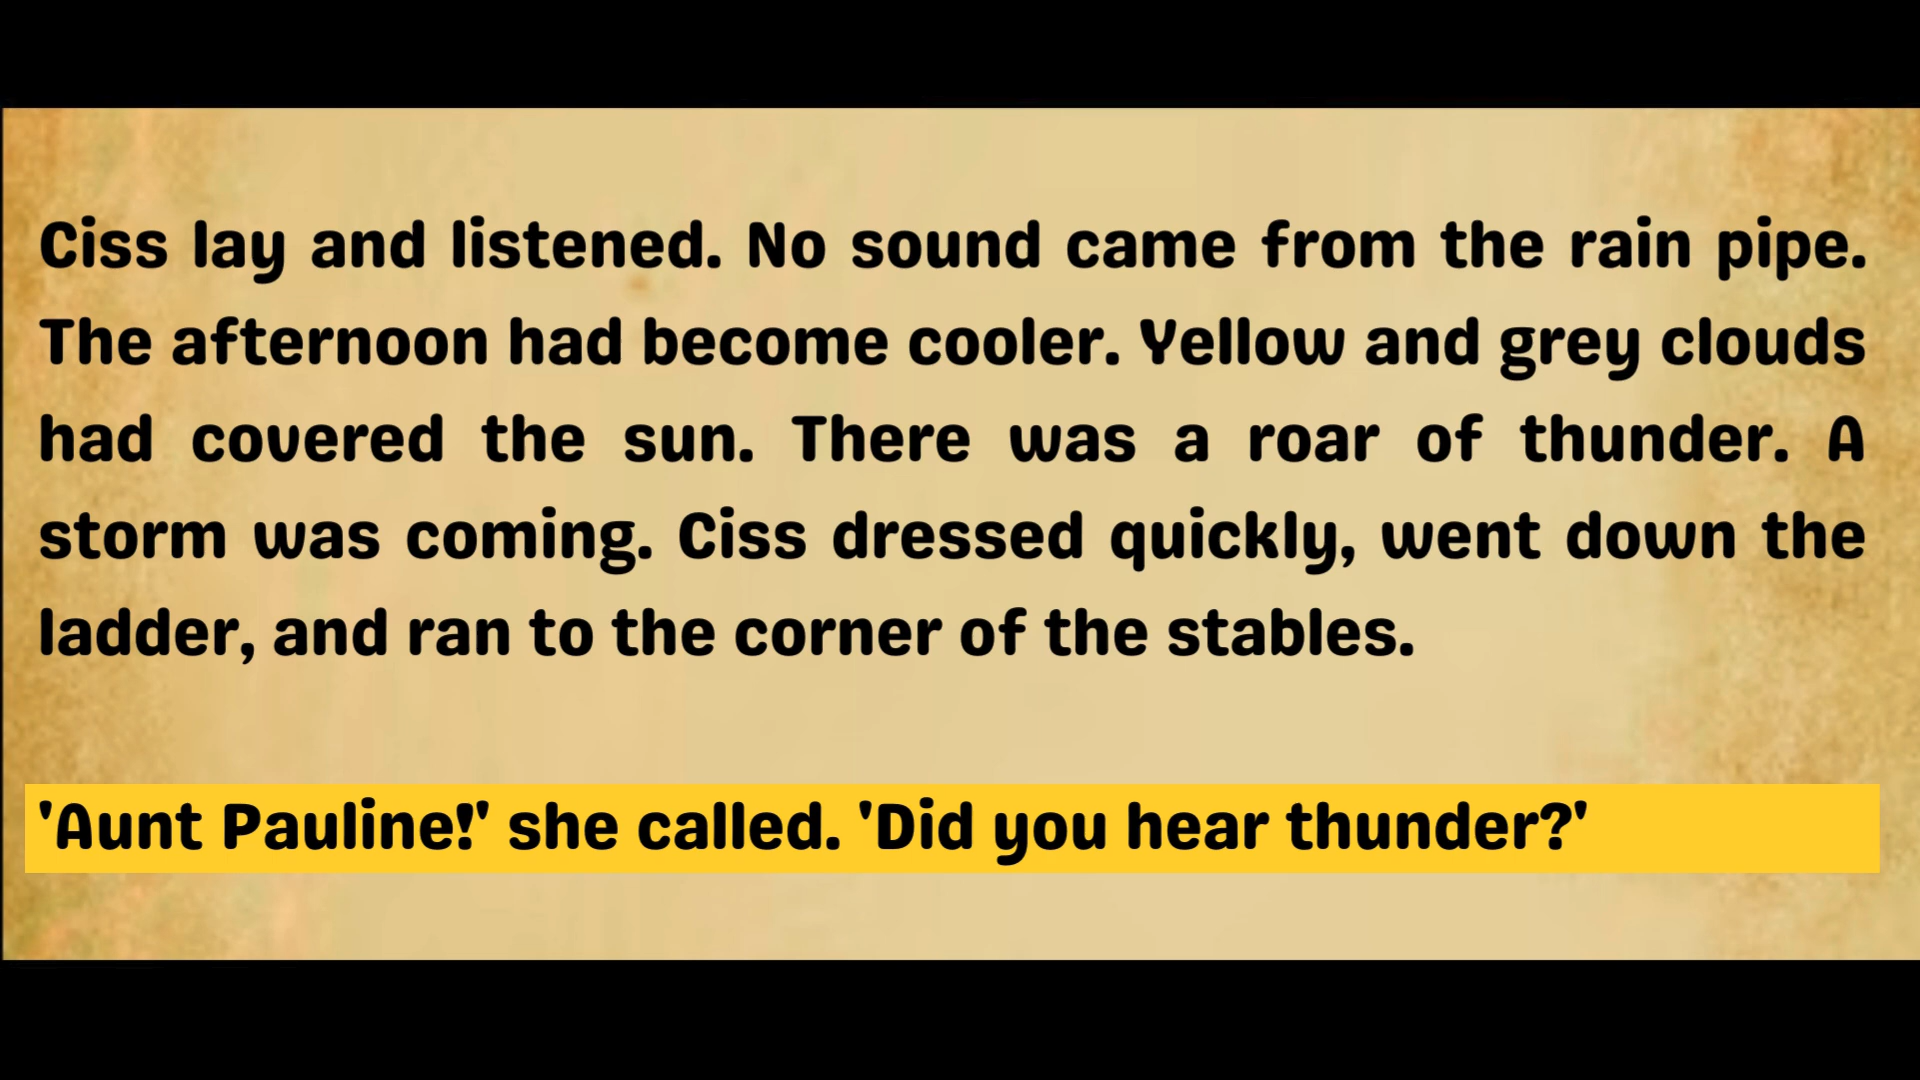 Ciss lay and listened. No sound came from the rain pipe.
The afternoon had become cooler. Yellow and grey clouds
had covered the sun. There was a roar of thunder. A
storm was coming. Ciss dressed quickly, went down the
ladder, and ran to the corner of the stables.
'Aunt Pauline!' she called. 'Did you hear thunder?'